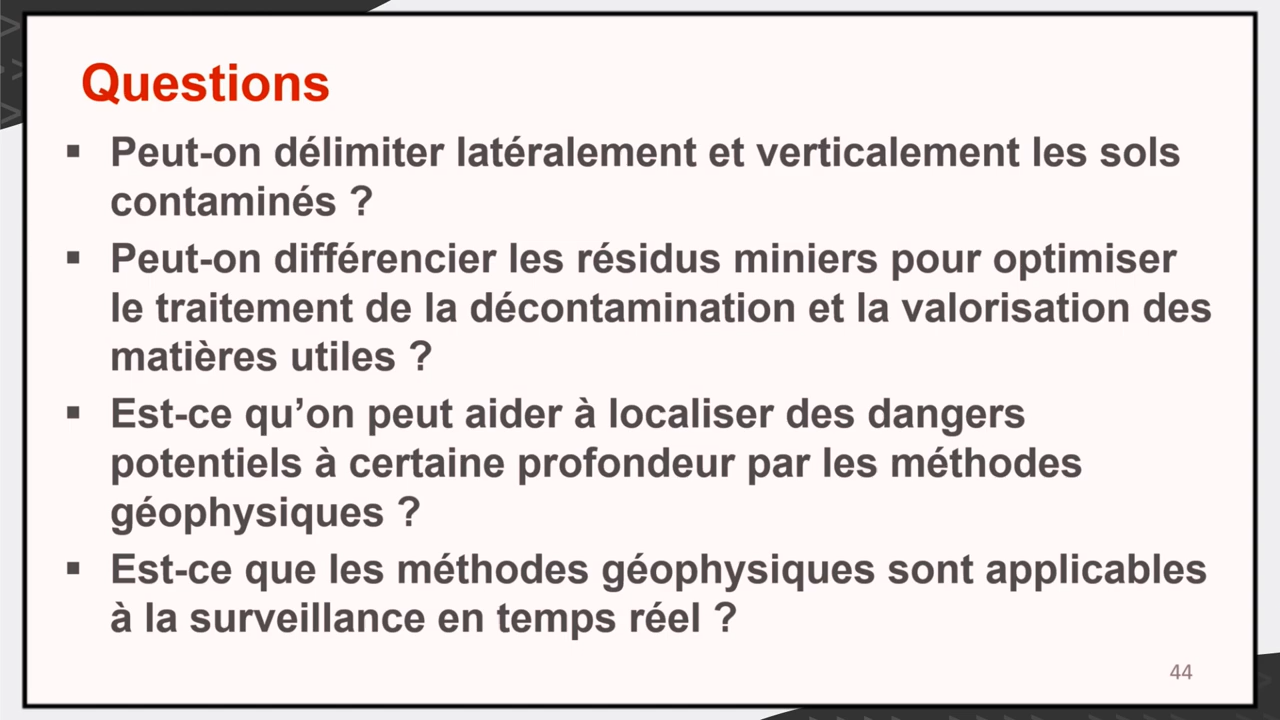 Questions
▪ Peut-on délimiter latéralement et verticalement les sols
contaminés ?
▪ Peut-on différencier les résidus miniers pour optimiser
le traitement de la décontamination et la valorisation des
matières utiles ?
▪ Est-ce qu’on peut aider à localiser des dangers
potentiels à certaine profondeur par les méthodes
géophysiques ?
▪ Est-ce que les méthodes géophysiques sont applicables
à la surveillance en temps réel ?
44